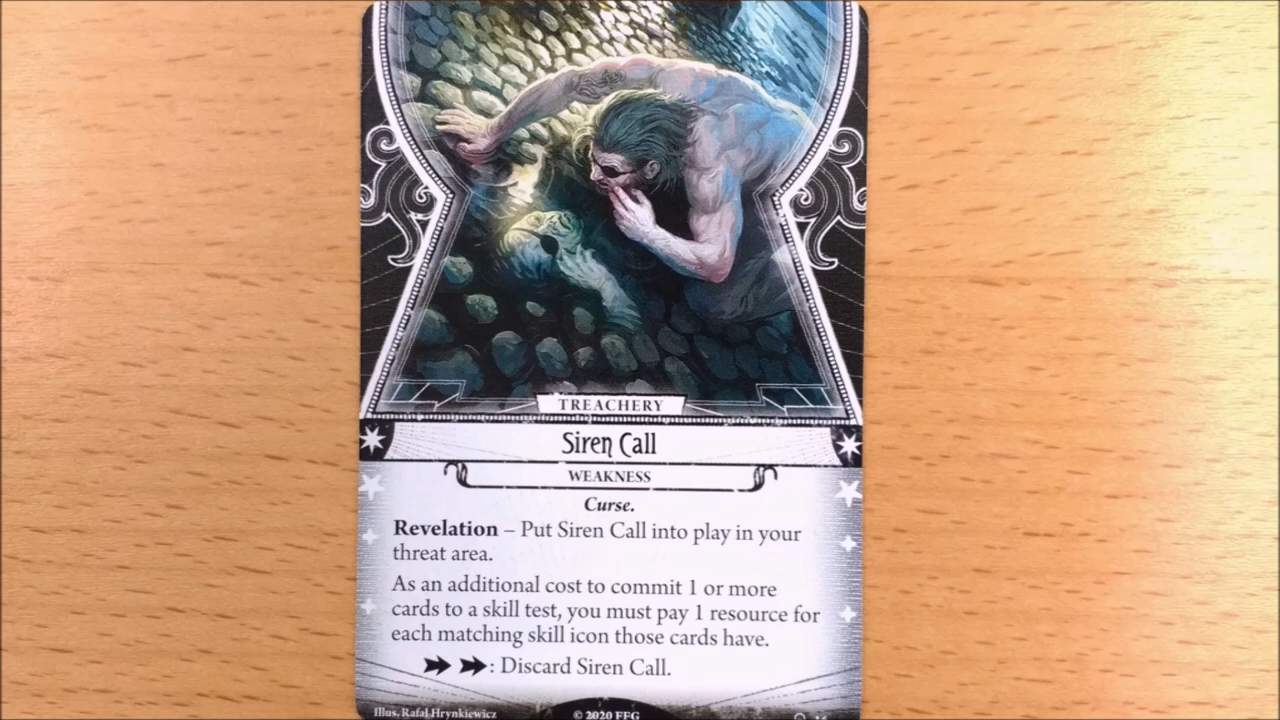 TREACHERY
Siren Call
WEAKNESS
Curse.
Revelation – Put Siren Call into play in your
threat area.
As an additional cost to commit 1 or more
cards to a skill test, you must pay 1 resource for
each matching skill icon those cards have.
: Discard Siren Call.
Illus. Rafał Hrynkiewicz
© 2020 FFG